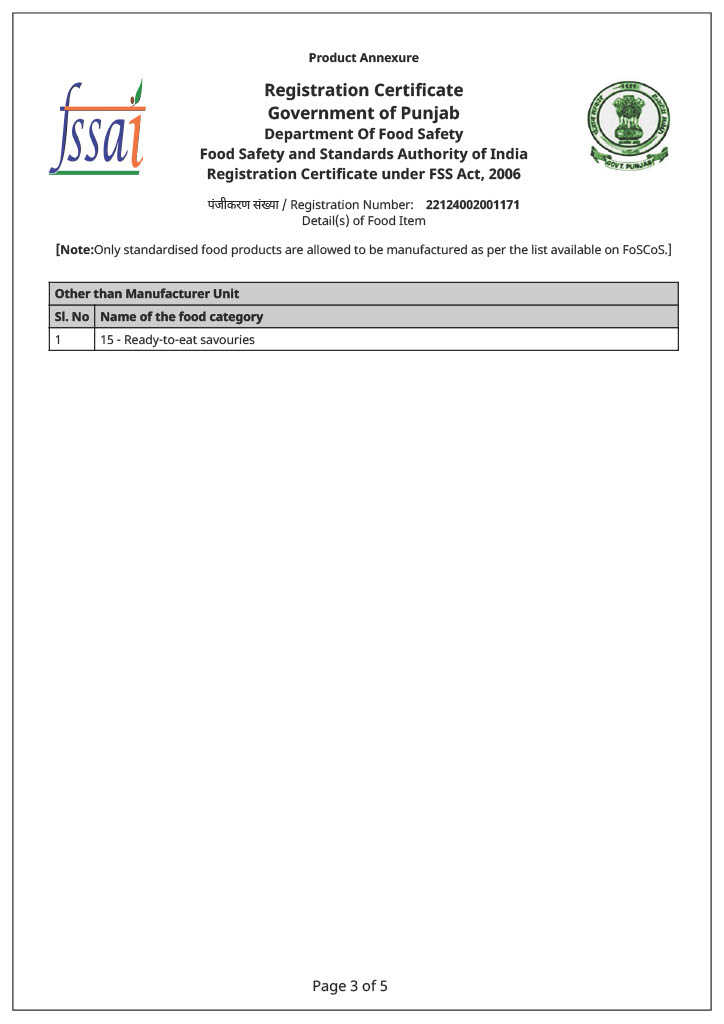 Product Annexure
fssai
Registration Certificate
Government of Punjab
Department Of Food Safety
Food Safety and Standards Authority of India
Registration Certificate under FSS Act, 2006
GOVT. PUNJAB
पंजीकरण संख्या / Registration Number: 22124002001171
Detail(s) of Food Item
[Note:Only standardised food products are allowed to be manufactured as per the list available on FoSCoS.]
Other than Manufacturer Unit
Sl. No Name of the food category
1 15 - Ready-to-eat savouries
Page 3 of 5